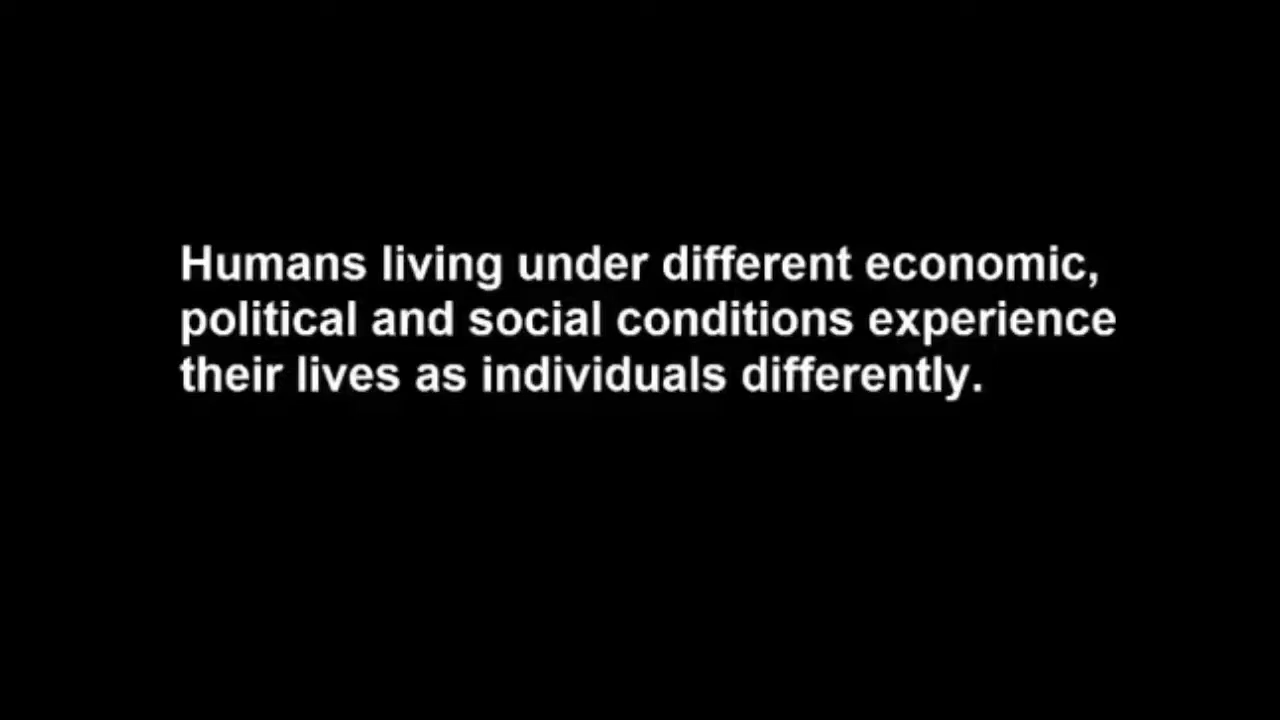 Humans living under different economic,
political and social conditions experience
their lives as individuals differently.